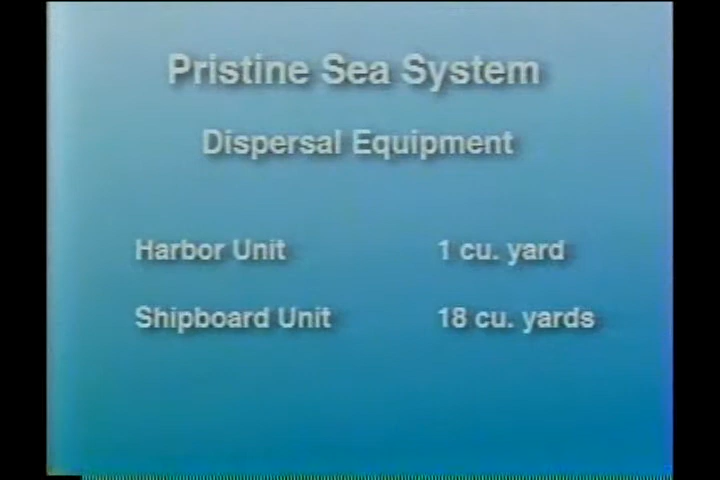 Pristine Sea System
Dispersal Equipment
Harbor Unit 1 cu. yard
Shipboard Unit 18 cu. yards